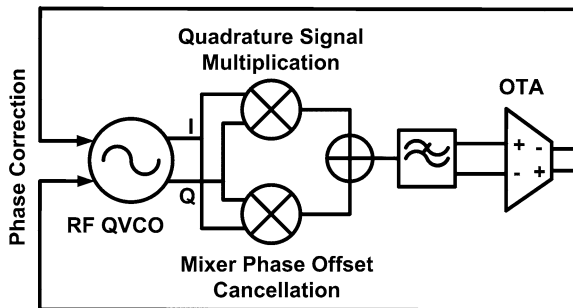 Quadrature Signal
Multiplication
OTA
Phase Correction
I
Q
+ -
- +
RF QVCO
Mixer Phase Offset
Cancellation